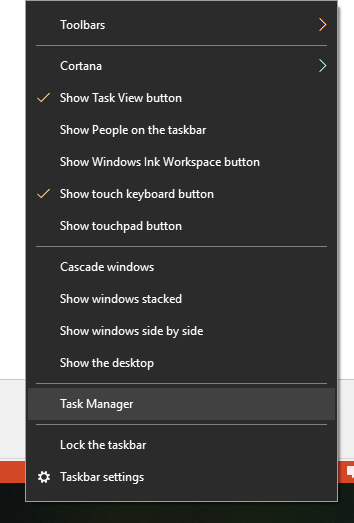 Toolbars
Cortana
Show Task View button
Show People on the taskbar
Show Windows Ink Workspace button
Show touch keyboard button
Show touchpad button
Cascade windows
Show windows stacked
Show windows side by side
Show the desktop
Task Manager
Lock the taskbar
Taskbar settings